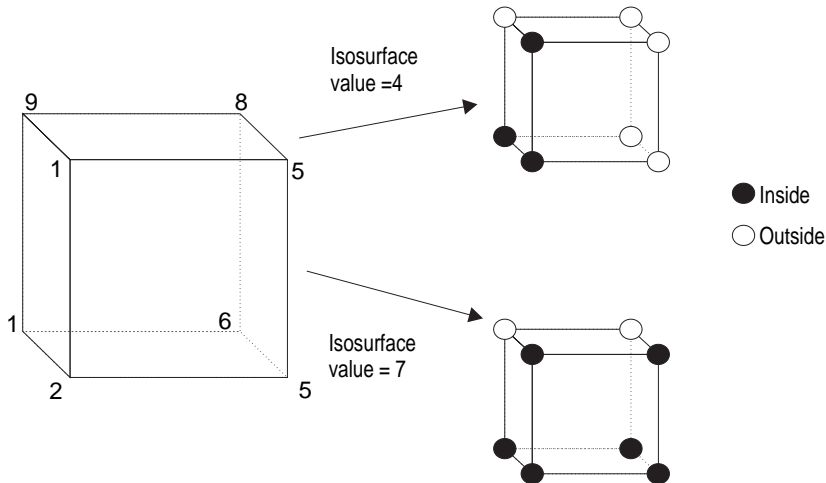 Isosurface
value =4
9
8
1
5
Inside
Outside
1
6
Isosurface
value = 7
2
5